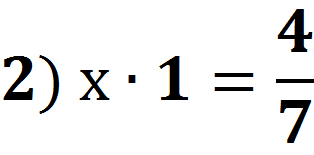 2) x · 1 = 4/7